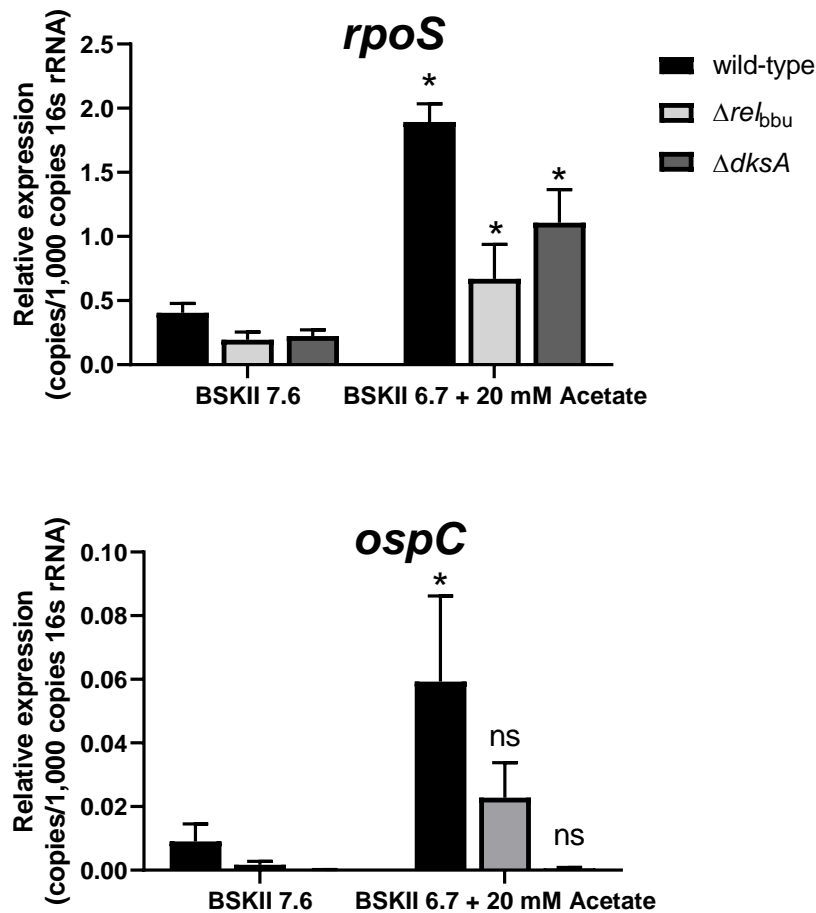 rpoS
Relative expression
(copies/1,000 copies 16s rRNA)
2.5
2.0
1.5
1.0
0.5
0.0
*
*
*
BSKII 7.6
BSKII 6.7 + 20 mM Acetate
wild-type
Δrelbbu
ΔdksA
ospC
Relative expression
(copies/1,000 copies 16s rRNA)
0.10
0.08
0.06
0.04
0.02
0.00
*
ns
ns
BSKII 7.6
BSKII 6.7 + 20 mM Acetate